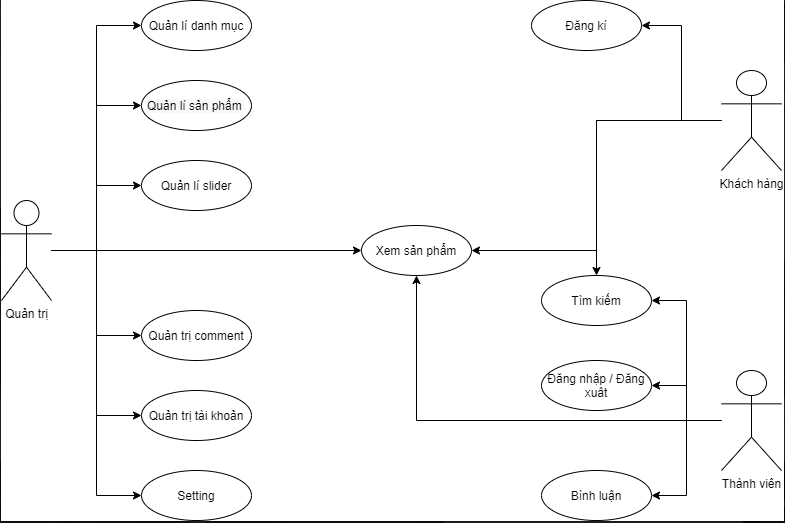 Quản lí danh mục
Đăng kí
Quản lí sản phẩm
Khách hàng
Quản lí slider
Xem sản phẩm
Tìm kiếm
Quản trị
Quản trị comment
Đăng nhập / Đăng
xuất
Quản trị tài khoản
Thành viên
Setting
Bình luận